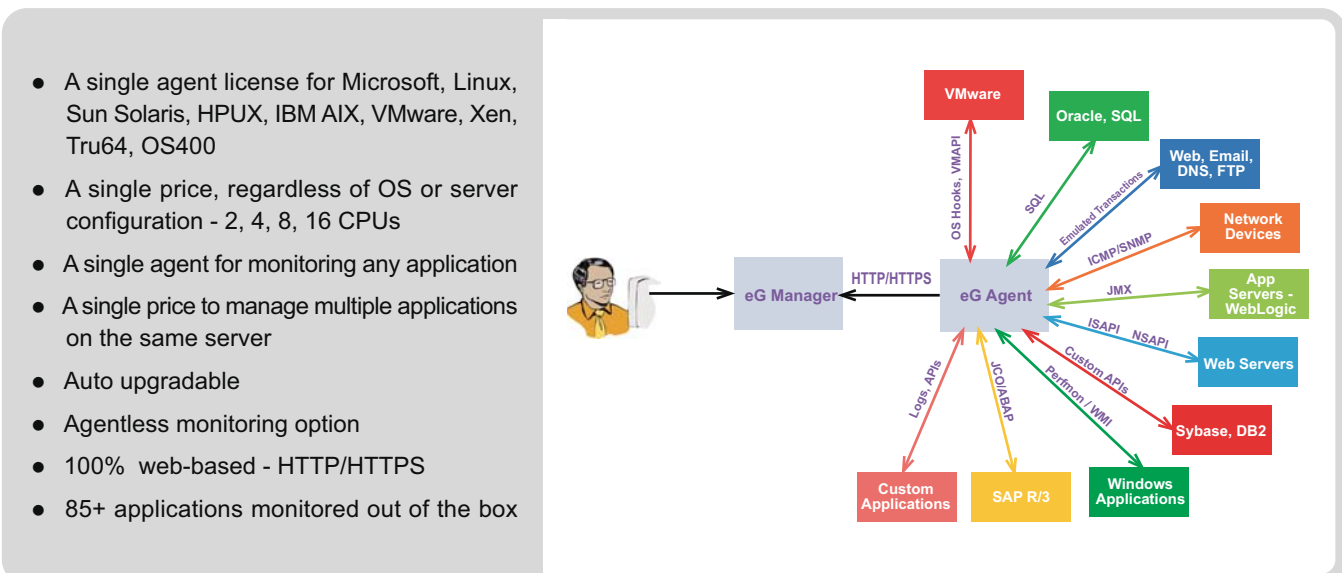 ● A single agent license for Microsoft, Linux,
Sun Solaris, HPUX, IBM AIX, VMware, Xen,
Tru64, OS400
● A single price, regardless of OS or server
configuration - 2, 4, 8, 16 CPUs
● A single agent for monitoring any application
● A single price to manage multiple applications
on the same server
● Auto upgradable
● Agentless monitoring option
● 100% web-based - HTTP/HTTPS
● 85+ applications monitored out of the box
VMware
Oracle, SQL
Web, Email,
DNS, FTP
Network
Devices
App
Servers -
WebLogic
Web Servers
Sybase, DB2
Windows
Applications
SAP R/3
Custom
Applications
eG Manager
HTTP/HTTPS
eG Agent
OS Hooks, VMAPI
SQL
Emulated Transactions
ICMP/SNMP
JMX
ISAPI NSAPI
Custom APIs
Perfmon / WMI
JCO/ABAP
Logs, APIs